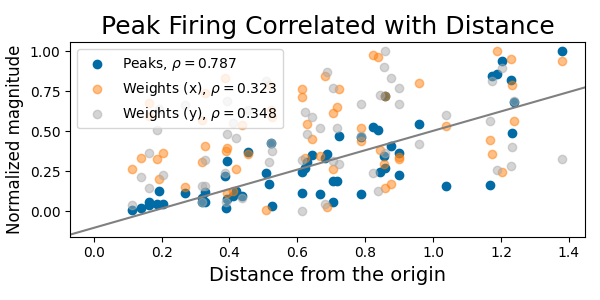 Peak Firing Correlated with Distance
Normalized magnitude
1.00
0.75
0.50
0.25
0.00
Peaks, ρ = 0.787
Weights (x), ρ = 0.323
Weights (y), ρ = 0.348
0.0 0.2 0.4 0.6 0.8 1.0 1.2 1.4
Distance from the origin